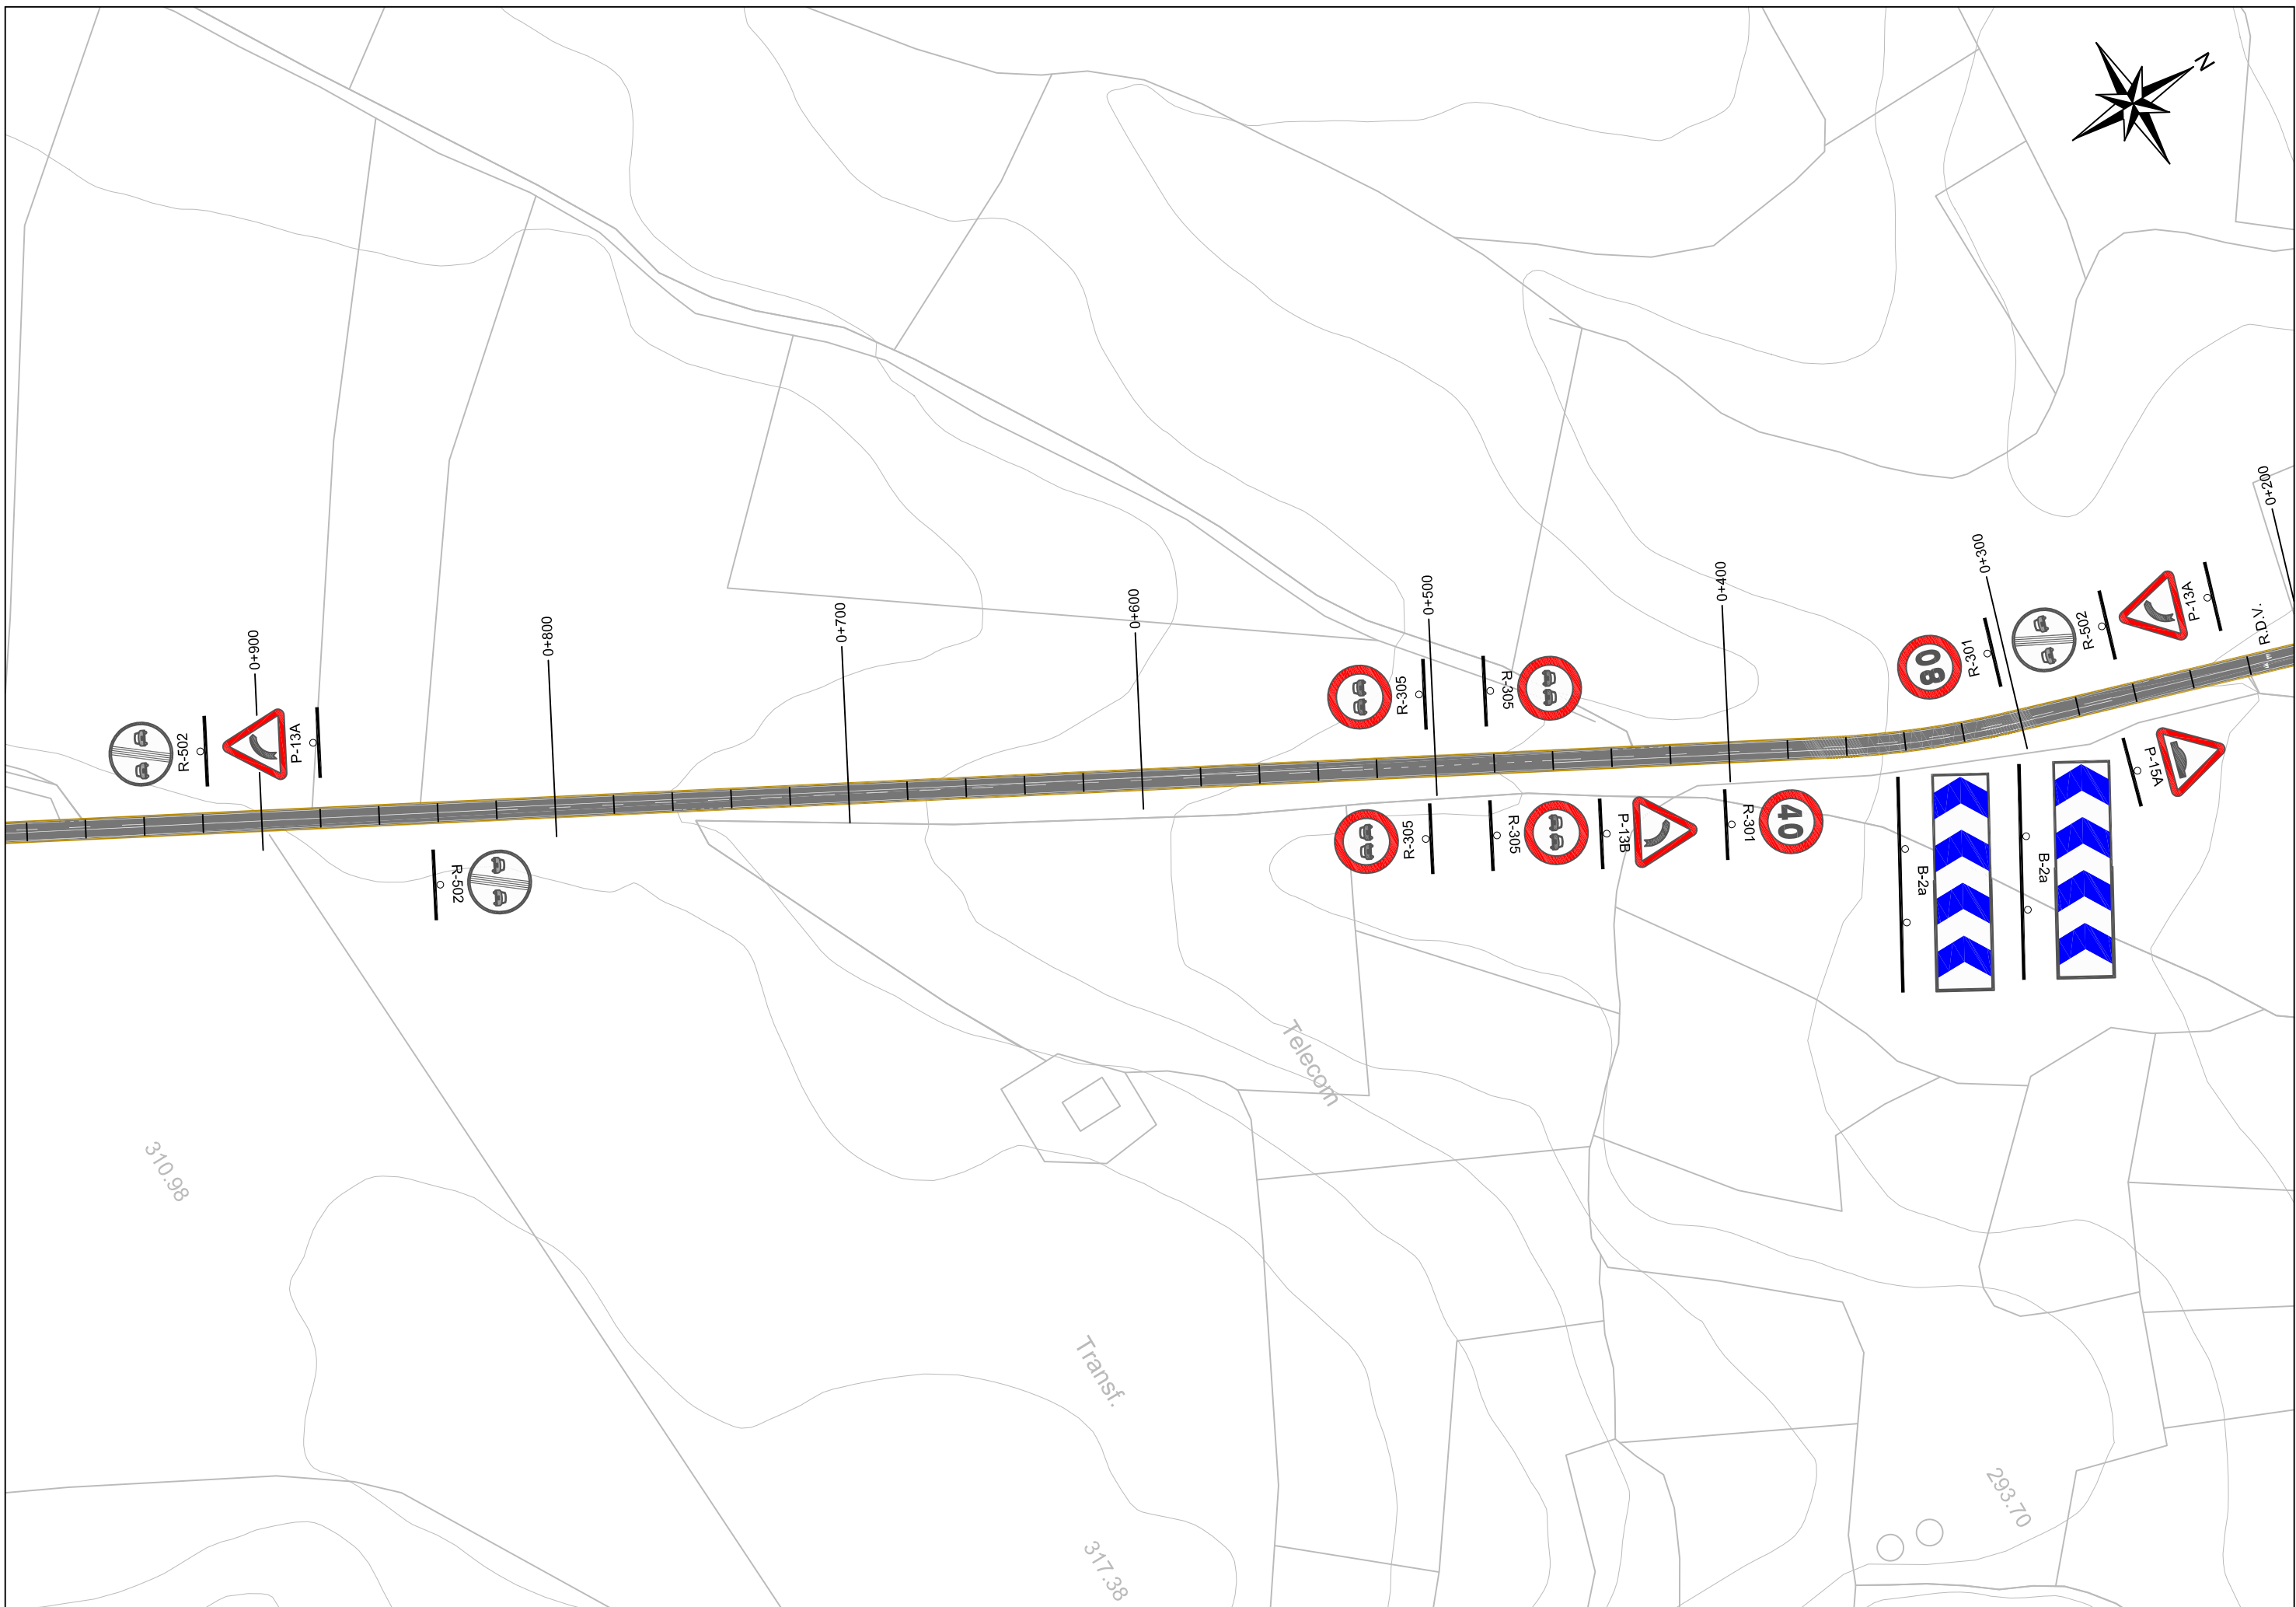 N
0+200
0+300
0+400
0+500
0+600
0+700
0+800
0+900
R.D.V.
P-13A
R-502
80
R-301
R-305
R-305
P-13A
R-502
P-15A
B-2a
B-2a
40
R-301
P-13B
R-305
R-305
R-502
Telecom
310.98
Transf.
293.70
317.38